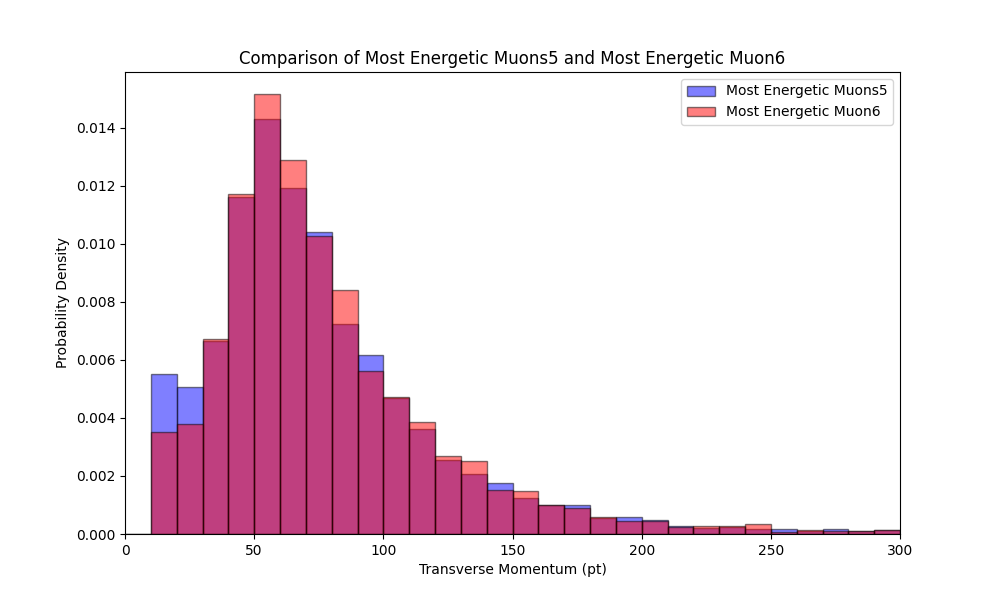 Comparison of Most Energetic Muons5 and Most Energetic Muon6
Most Energetic Muons5
Most Energetic Muon6
Probability Density
0.014
0.012
0.010
0.008
0.006
0.004
0.002
0.000
0 50 100 150 200 250 300
Transverse Momentum (pt)